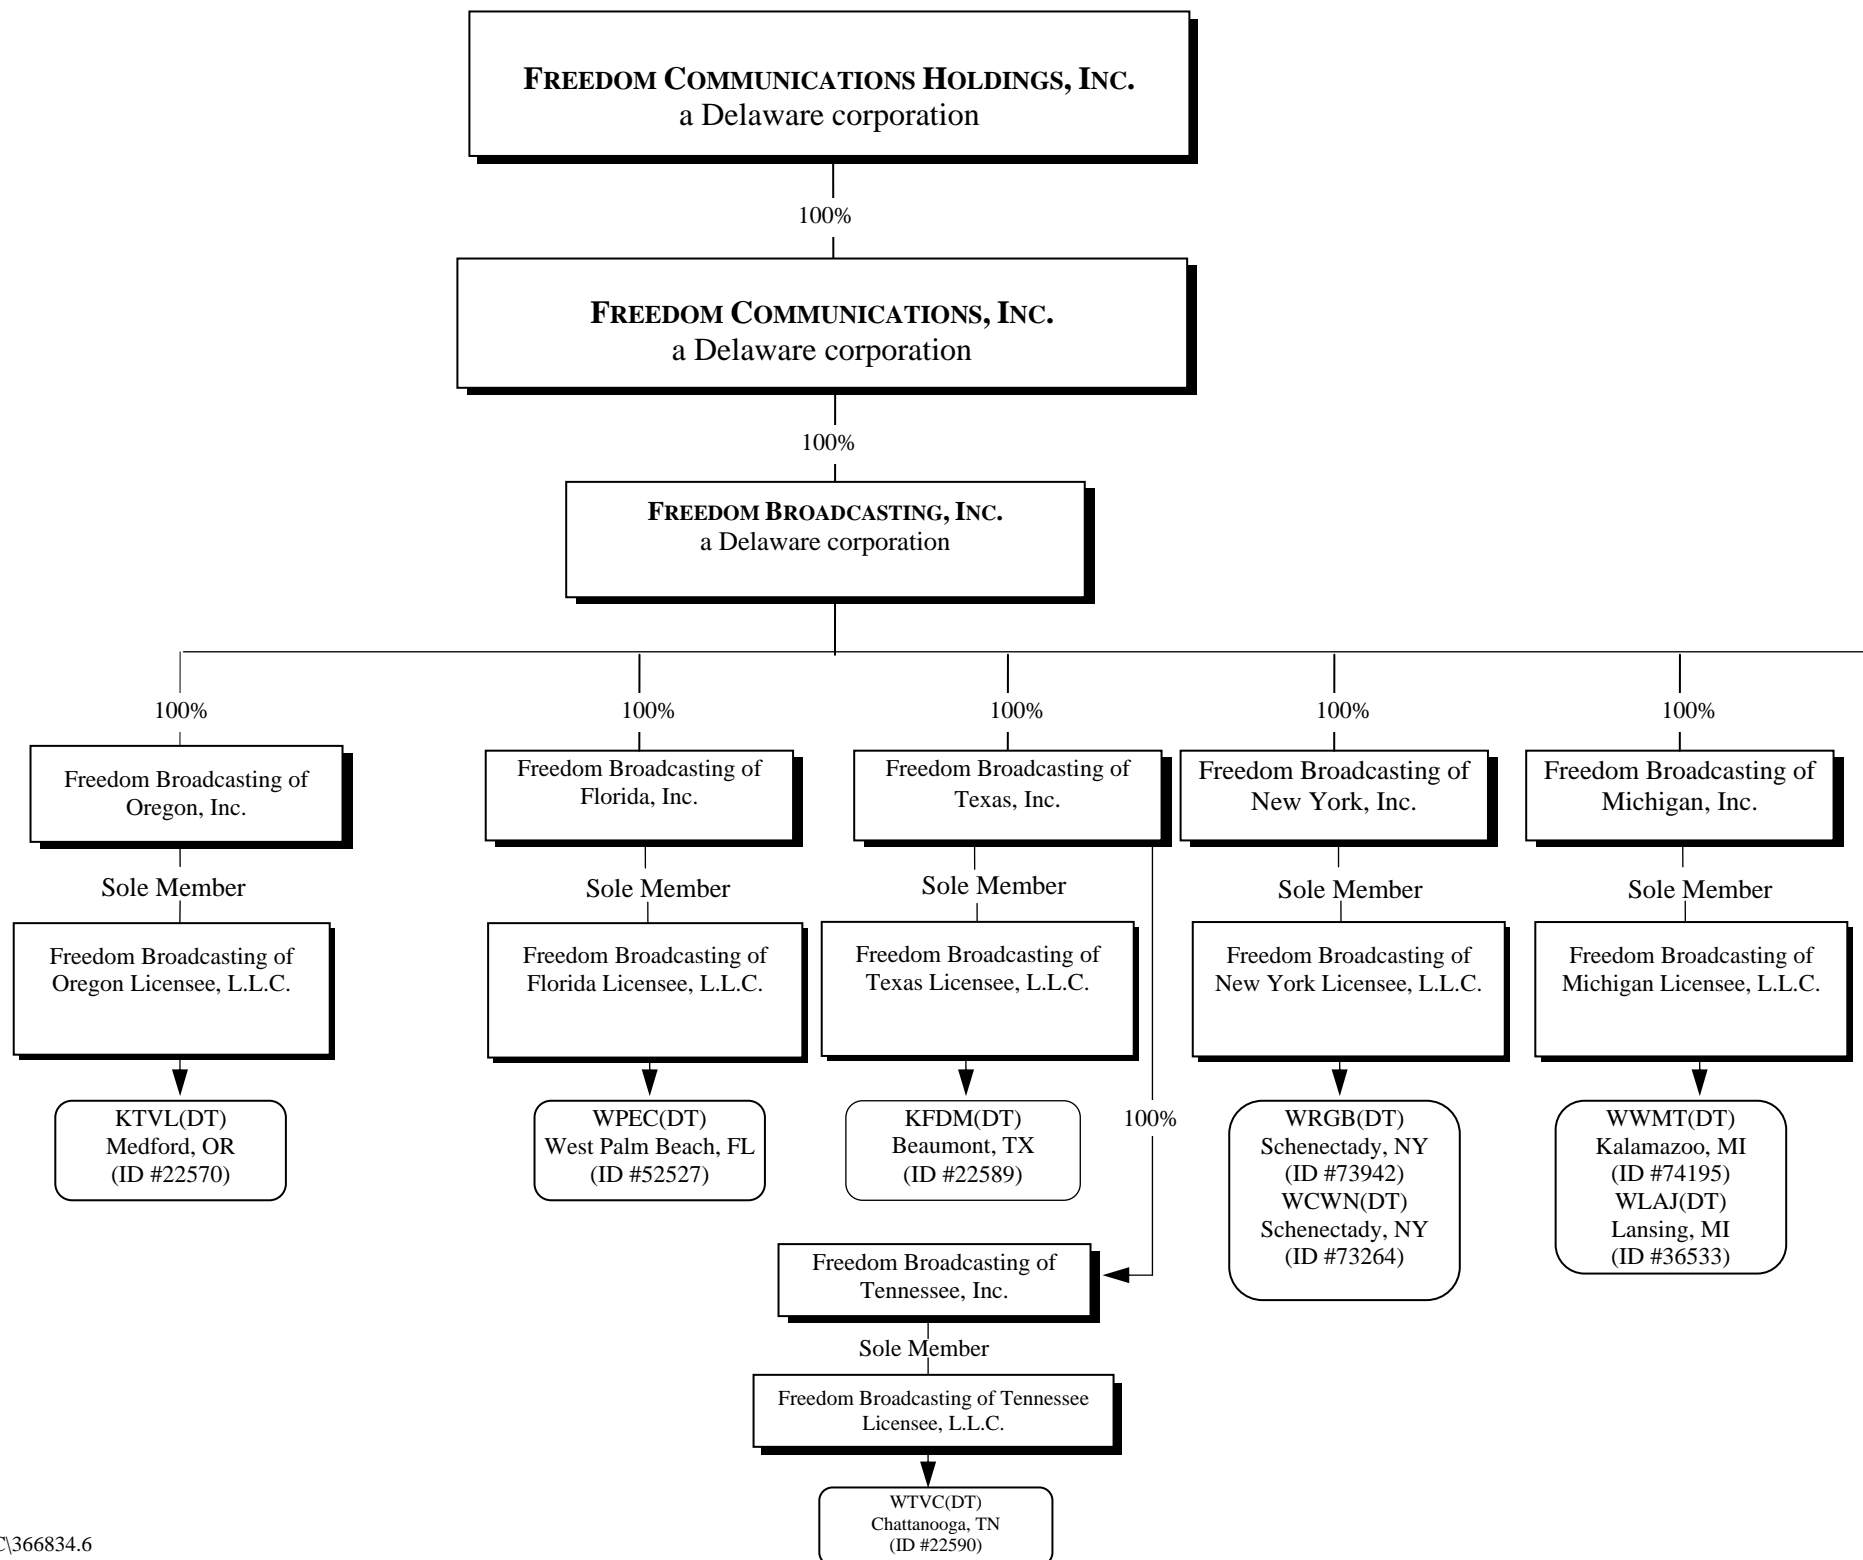 FREEDOM COMMUNICATIONS HOLDINGS, INC.
a Delaware corporation
100%
FREEDOM COMMUNICATIONS, INC.
a Delaware corporation
100%
FREEDOM BROADCASTING, INC.
a Delaware corporation
100%
100%
100%
100%
100%
Freedom Broadcasting of
Oregon, Inc.
Freedom Broadcasting of
Florida, Inc.
Freedom Broadcasting of
Texas, Inc.
Freedom Broadcasting of
New York, Inc.
Freedom Broadcasting of
Michigan, Inc.
Sole Member
Sole Member
Sole Member
Sole Member
Sole Member
Freedom Broadcasting of
Oregon Licensee, L.L.C.
Freedom Broadcasting of
Florida Licensee, L.L.C.
Freedom Broadcasting of
Texas Licensee, L.L.C.
Freedom Broadcasting of
New York Licensee, L.L.C.
Freedom Broadcasting of
Michigan Licensee, L.L.C.
KTVL(DT)
Medford, OR
(ID #22570)
WPEC(DT)
West Palm Beach, FL
(ID #52527)
KFDM(DT)
Beaumont, TX
(ID #22589)
100%
WRGB(DT)
Schenectady, NY
(ID #73942)
WCWN(DT)
Schenectady, NY
(ID #73264)
WWMT(DT)
Kalamazoo, MI
(ID #74195)
WLAJ(DT)
Lansing, MI
(ID #36533)
Freedom Broadcasting of
Tennessee, Inc.
Sole Member
Freedom Broadcasting of Tennessee
Licensee, L.L.C.
WTVC(DT)
Chattanooga, TN
(ID #22590)
\366834.6